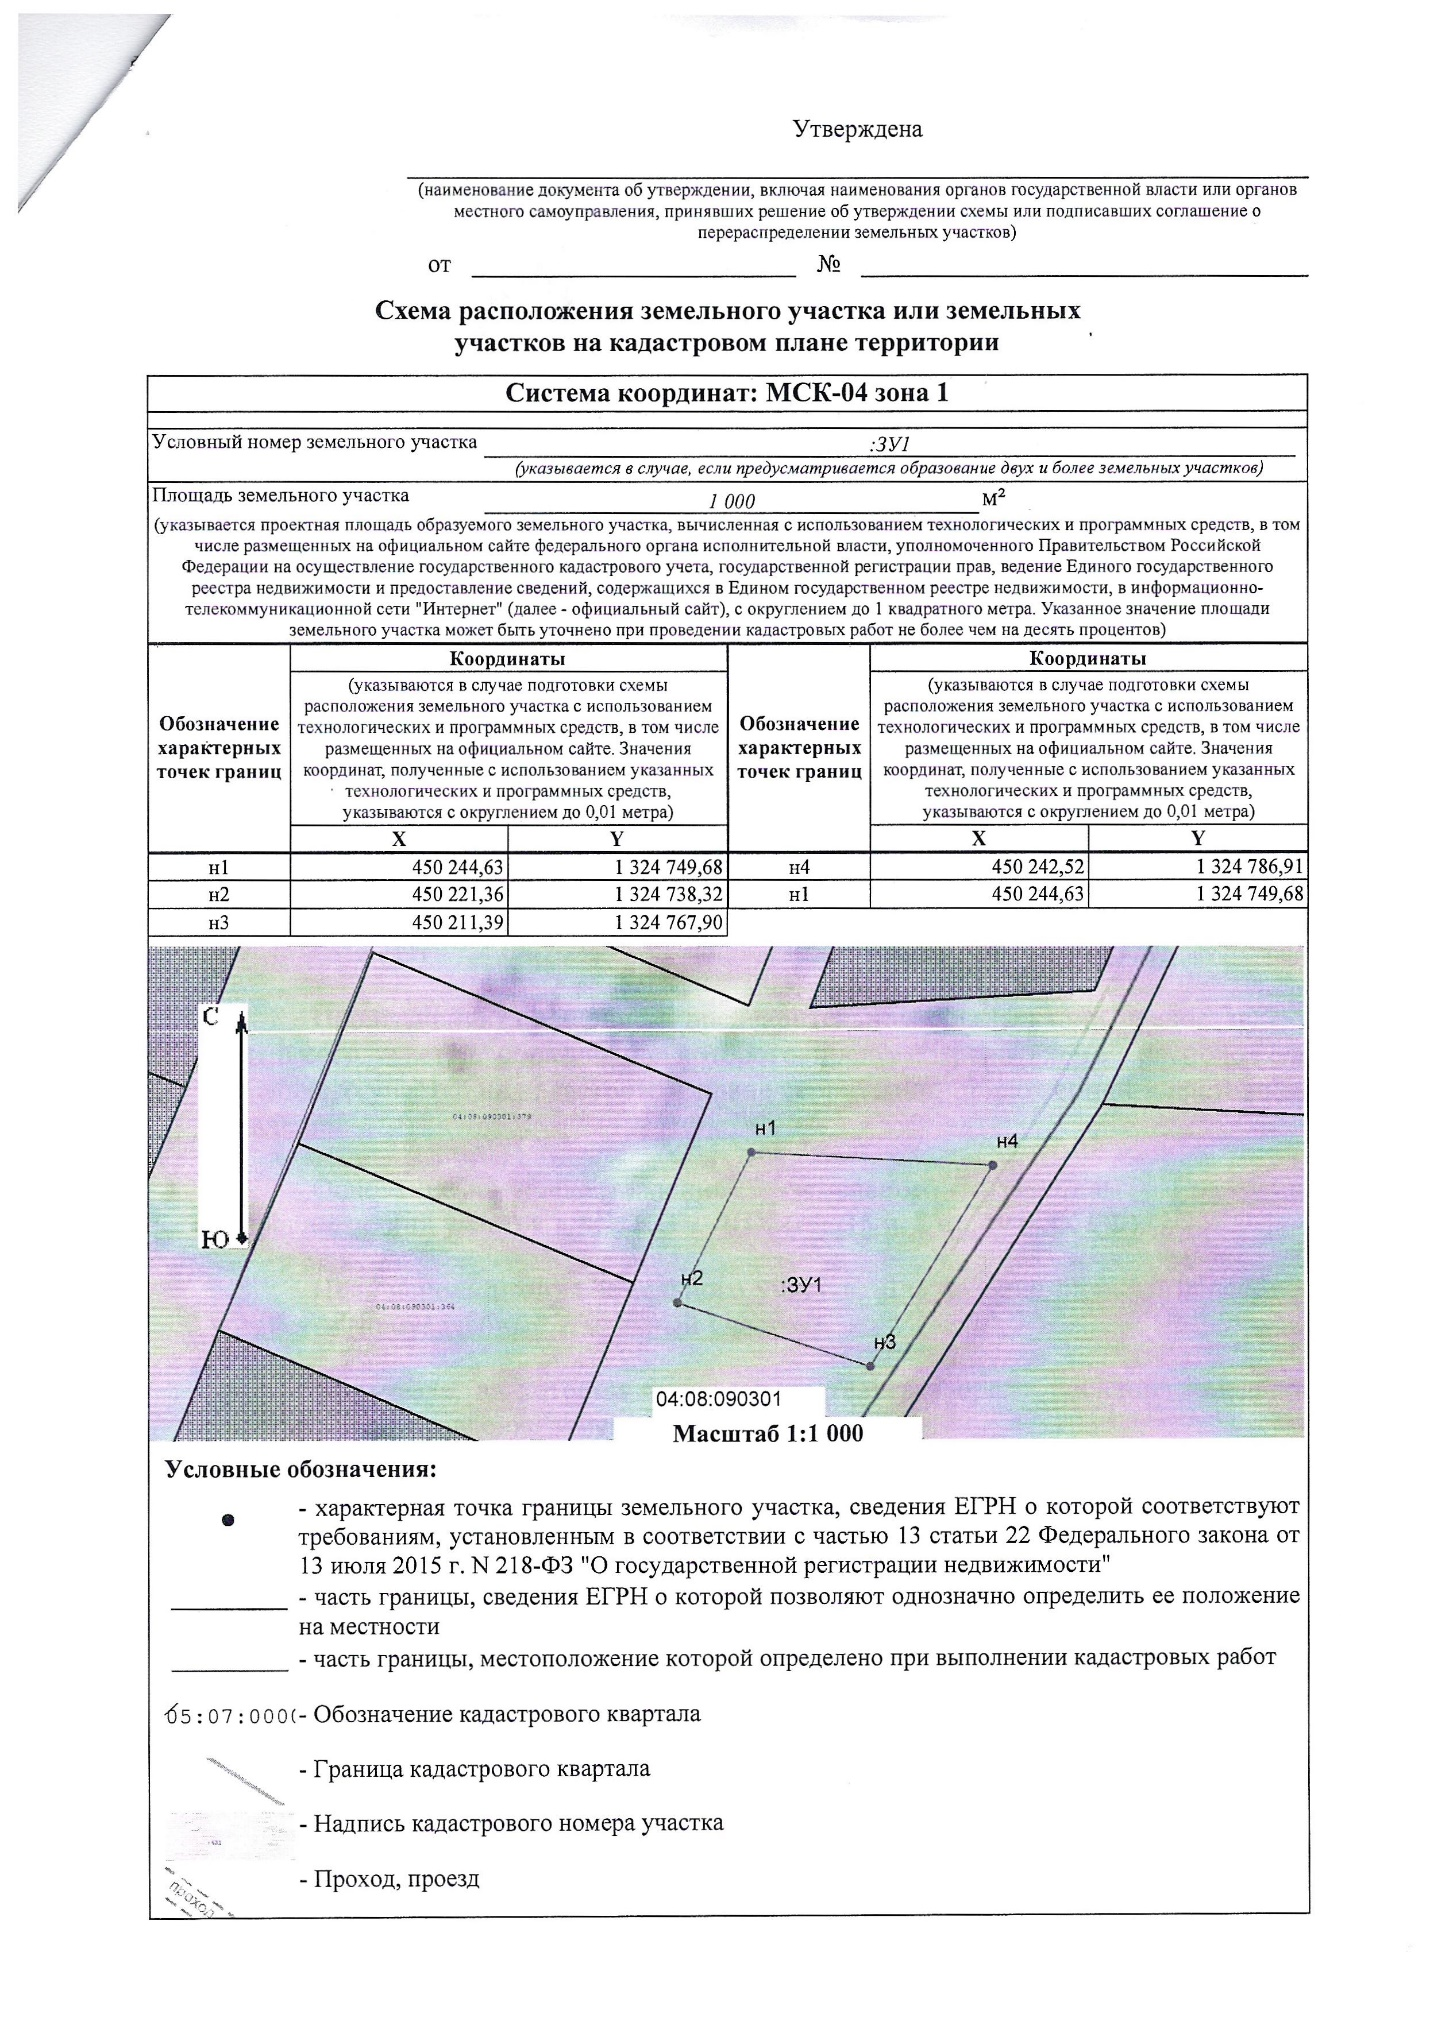 Утверждена
(наименование документа об утверждении, включая наименования органов государственной власти или органов
местного самоуправления, принявших решение об утверждении схемы или подписавших соглашение о
перераспределении земельных участков)
от № 
Схема расположения земельного участка или земельных
участков на кадастровом плане территории
Система координат: МСК-04 зона 1
Условный номер земельного участка :ЗУ1
(указывается в случае, если предусматривается образование двух и более земельных участков)
Площадь земельного участка 1 000 м²
(указывается проектная площадь образуемого земельного участка, вычисленная с использованием технологических и программных средств, в том
числе размещенных на официальном сайте федерального органа исполнительной власти, уполномоченного Правительством Российской
Федерации на осуществление государственного кадастрового учета, государственной регистрации прав, ведение Единого государственного
реестра недвижимости и предоставление сведений, содержащихся в Едином государственном реестре недвижимости, в информационно-
телекоммуникационной сети "Интернет" (далее - официальный сайт), с округлением до 1 квадратного метра. Указанное значение площади
земельного участка может быть уточнено при проведении кадастровых работ не более чем на десять процентов)
Обозначение
характерных
точек границ
Координаты
(указываются в случае подготовки схемы
расположения земельного участка с использованием
технологических и программных средств, в том числе
размещенных на официальном сайте. Значения
координат, полученные с использованием указанных
технологических и программных средств,
указываются с округлением до 0,01 метра)
X Y
Обозначение
характерных
точек границ
Координаты
(указываются в случае подготовки схемы
расположения земельного участка с использованием
технологических и программных средств, в том числе
размещенных на официальном сайте. Значения
координат, полученные с использованием указанных
технологических и программных средств,
указываются с округлением до 0,01 метра)
X Y
н1 450 244,63 1 324 749,68 н4 450 242,52 1 324 786,91
н2 450 221,36 1 324 738,32 н1 450 244,63 1 324 749,68
н3 450 211,39 1 324 767,90
С
04:08:090301:379
н1
н4
Ю
н2
:ЗУ1
04:08:090301:364
н3
04:08:090301
Масштаб 1:1 000
Условные обозначения:
- характерная точка границы земельного участка, сведения ЕГРН о которой соответствуют
требованиям, установленным в соответствии с частью 13 статьи 22 Федерального закона от
13 июля 2015 г. N 218-ФЗ "О государственной регистрации недвижимости"
- часть границы, сведения ЕГРН о которой позволяют однозначно определить ее положение
на местности
- часть границы, местоположение которой определено при выполнении кадастровых работ
05:07:000( - Обозначение кадастрового квартала
- Граница кадастрового квартала
- Надпись кадастрового номера участка
- Проход, проезд
проход